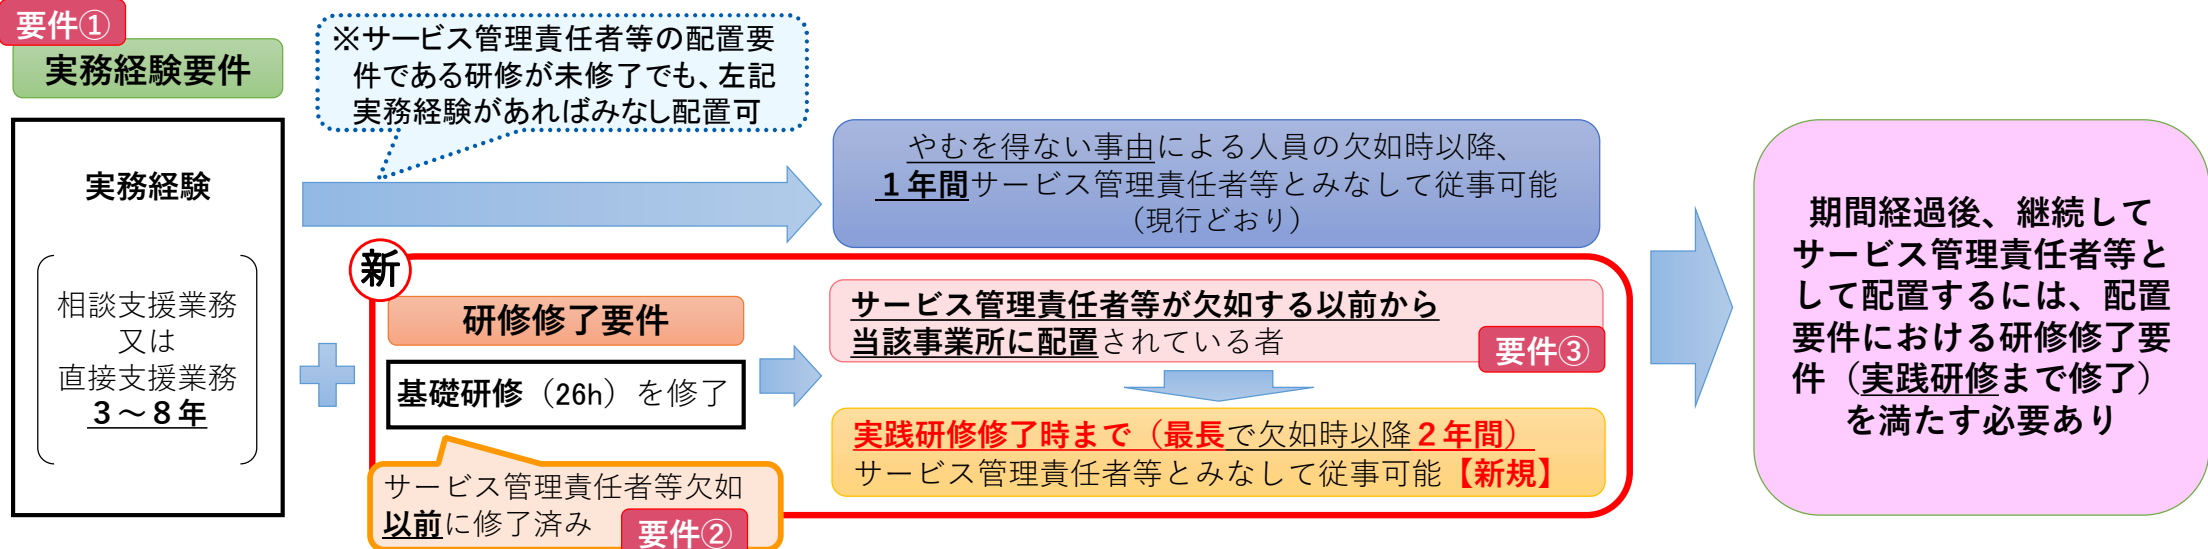 要件①
実務経験要件
実務経験
相談支援業務
又は
直接支援業務
３～８年
※サービス管理責任者等の配置要
件である研修が未修了でも、左記
実務経験があればみなし配置可
やむを得ない事由による人員の欠如時以降、
１年間サービス管理責任者等とみなして従事可能
（現行どおり）
新
研修修了要件
基礎研修（26h）を修了
サービス管理責任者等欠如
以前に修了済み
要件②
サービス管理責任者等が欠如する以前から
当該事業所に配置されている者
要件③
実践研修修了時まで（最長で欠如時以降２年間）
サービス管理責任者等とみなして従事可能【新規】
期間経過後、継続して
サービス管理責任者等と
して配置するには、配置
要件における研修修了要
件（実践研修まで修了）
を満たす必要あり